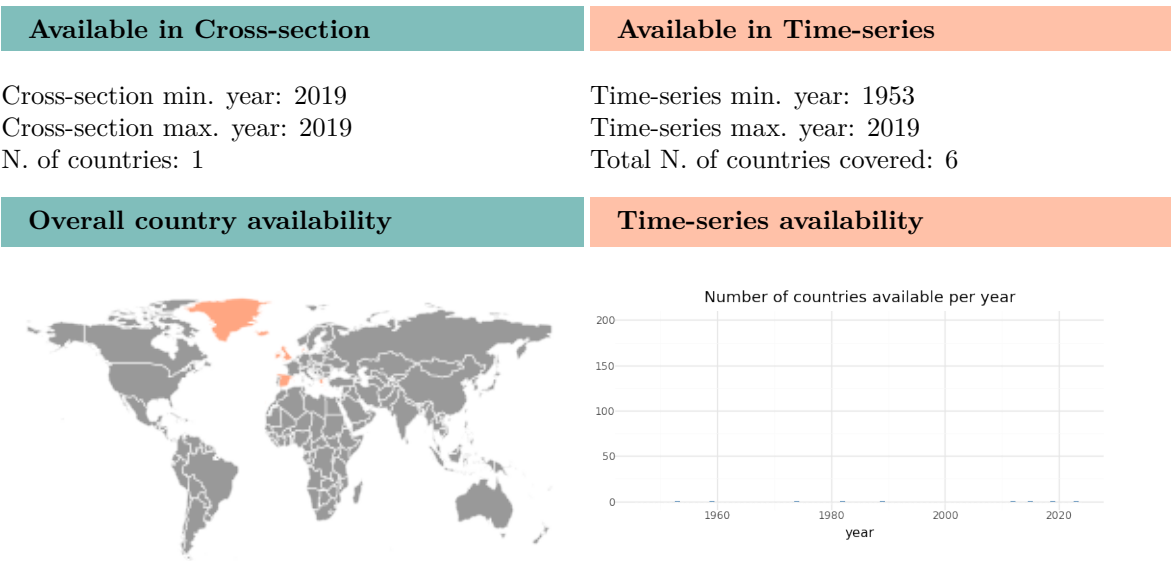 Available in Cross-section
Available in Time-series
Cross-section min. year: 2019
Cross-section max. year: 2019
N. of countries: 1
Time-series min. year: 1953
Time-series max. year: 2019
Total N. of countries covered: 6
Overall country availability
Time-series availability
Number of countries available per year
200
150
100
50
0
1960
1980
2000
2020
year